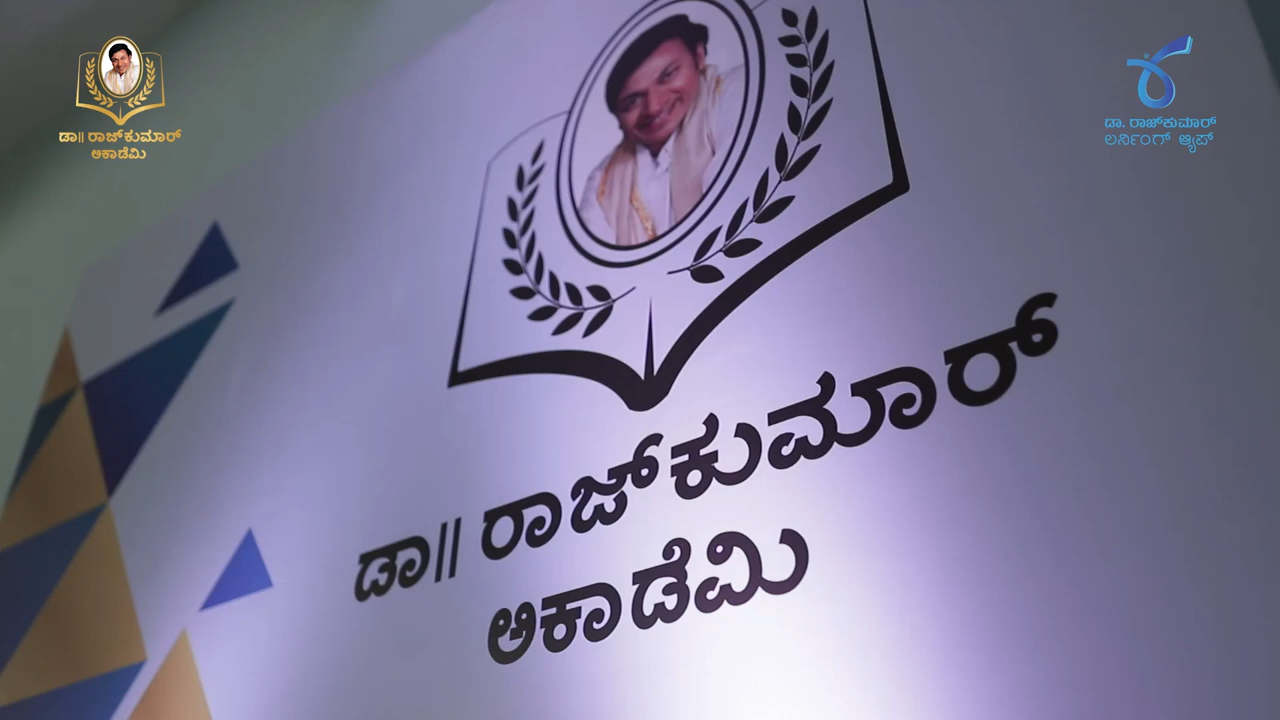 ಡಾ|| ರಾಜ್‌ಕುಮಾರ್
ಅಕಾಡೆಮಿ
ಡಾ. ರಾಜ್‌ಕುಮಾರ್
ಲರ್ನಿಂಗ್ ಆ್ಯಪ್
ಡಾ|| ರಾಜ್‌ಕುಮಾರ್
ಅಕಾಡೆಮಿ